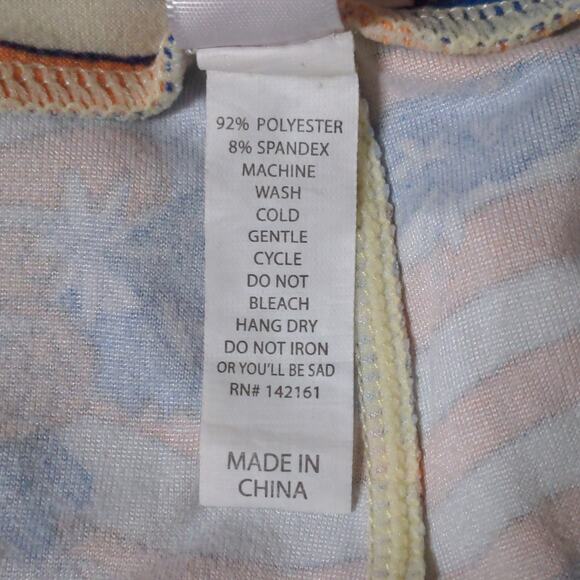 92% POLYESTER
8% SPANDEX
MACHINE
WASH
COLD
GENTLE
CYCLE
DO NOT
BLEACH
HANG DRY
DO NOT IRON
OR YOU'LL BE SAD
RN# 142161
MADE IN
CHINA